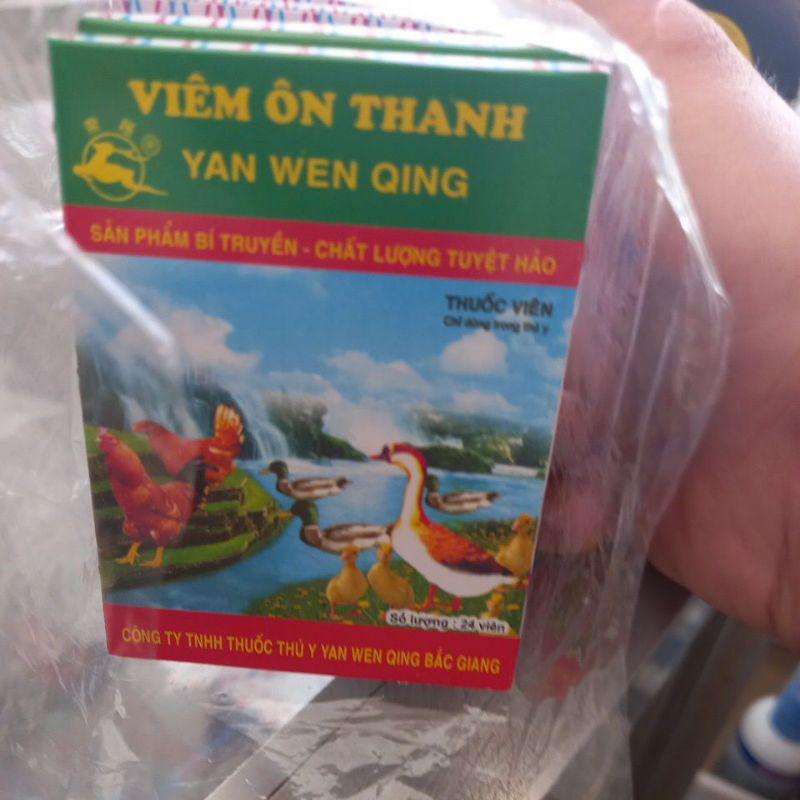 VIÊM ÔN THANH
YAN WEN QING
SẢN PHẨM BÍ TRUYỀN - CHẤT LƯỢNG TUYỆT HẢO
THUỐC VIÊN
Chỉ dùng trong thú y
Số lượng : 24 viên
CÔNG TY TNHH THUỐC THÚ Y YAN WEN QING BẮC GIANG